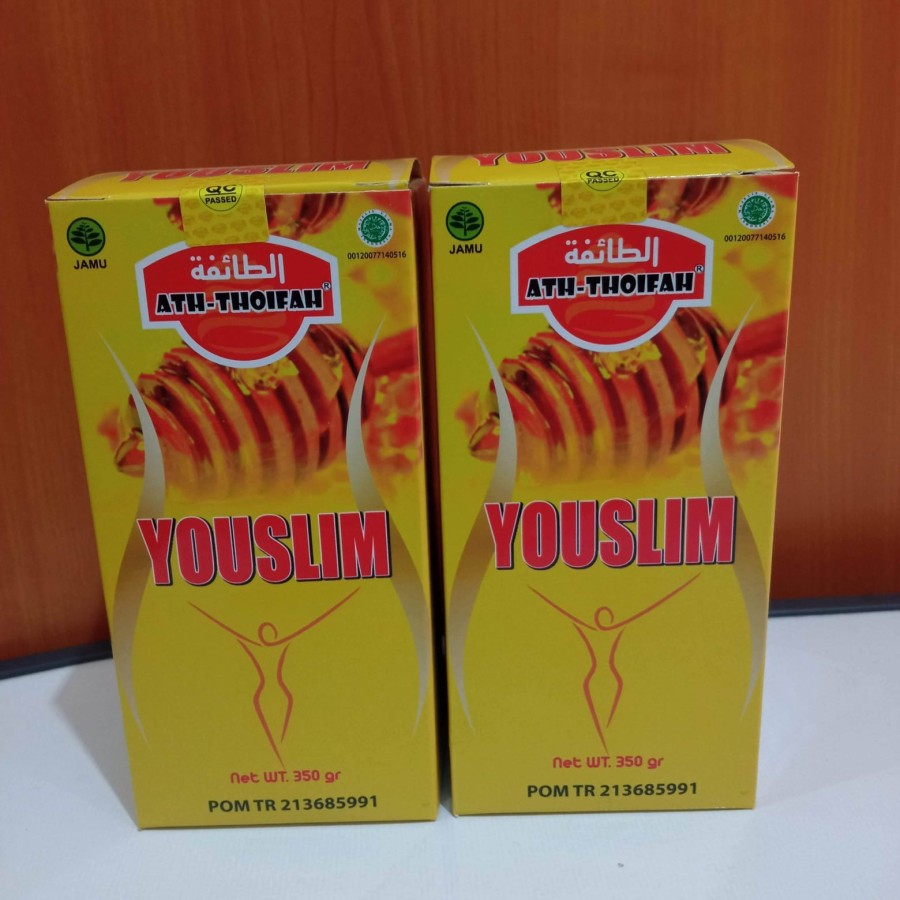 YOUSLIM
QC
PASSED
JAMU
00120077140516
الطائفة
ATH-THOIFAH®
YOUSLIM
Net WT. 350 gr
POM TR 213685991
YOUSLIM
QC
PASSED
JAMU
00120077140516
الطائفة
ATH-THOIFAH®
YOUSLIM
Net WT. 350 gr
POM TR 213685991